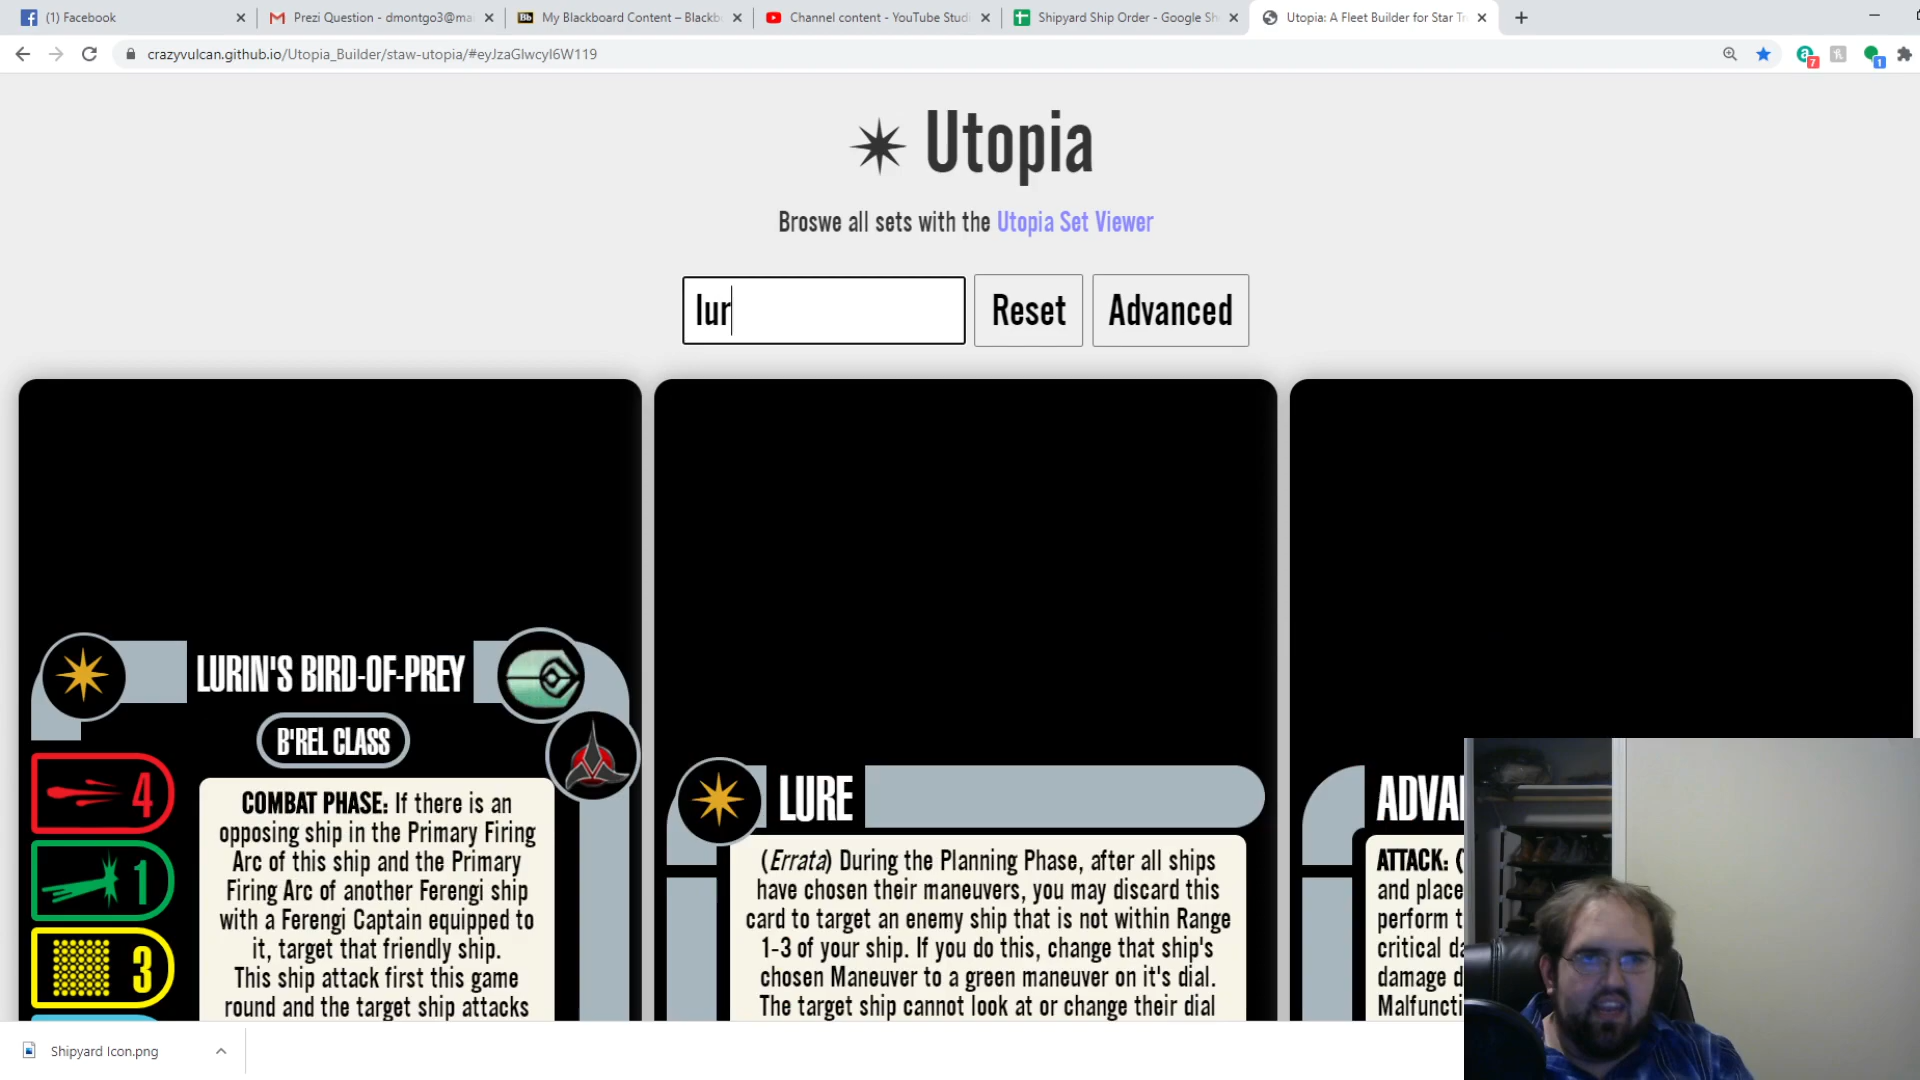 (1) Facebook
Prezi Question - dmontgo3@ma
My Blackboard Content – Blackb
Channel content - YouTube Studi
Shipyard Ship Order - Google Sh
Utopia: A Fleet Builder for Star Tr
crazyvulcan.github.io/Utopia_Builder/staw-utopia/#eyJzaGlwcyI6W119
7
1
Utopia
Broswe all sets with the Utopia Set Viewer
lur
Reset
Advanced
LURIN'S BIRD-OF-PREY
B'REL CLASS
4
1
3
COMBAT PHASE: If there is an
opposing ship in the Primary Firing
Arc of this ship and the Primary
Firing Arc of another Ferengi ship
with a Ferengi Captain equipped to
it, target that friendly ship.
This ship attack first this game
round and the target ship attacks
LURE
(Errata) During the Planning Phase, after all ships
have chosen their maneuvers, you may discard this
card to target an enemy ship that is not within Range
1-3 of your ship. If you do this, change that ship's
chosen Maneuver to a green maneuver on it's dial.
The target ship cannot look at or change their dial
ADVA
ATTACK: (
and place
perform t
critical da
damage d
Malfuncti
Shipyard Icon.png